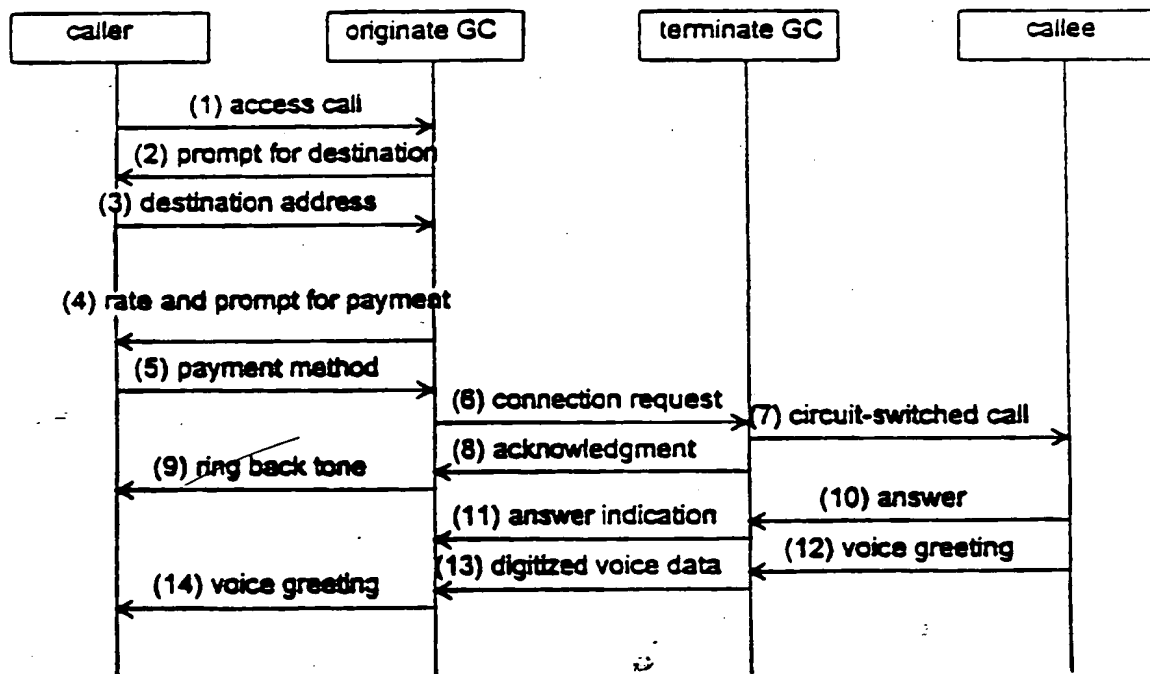 caller originate GC terminate GC callee
(1) access call
(2) prompt for destination
(3) destination address
(4) rate and prompt for payment
(5) payment method
(6) connection request
(7) circuit-switched call
(8) acknowledgment
(9) ring back tone
(10) answer
(11) answer indication
(12) voice greeting
(13) digitized voice data
(14) voice greeting